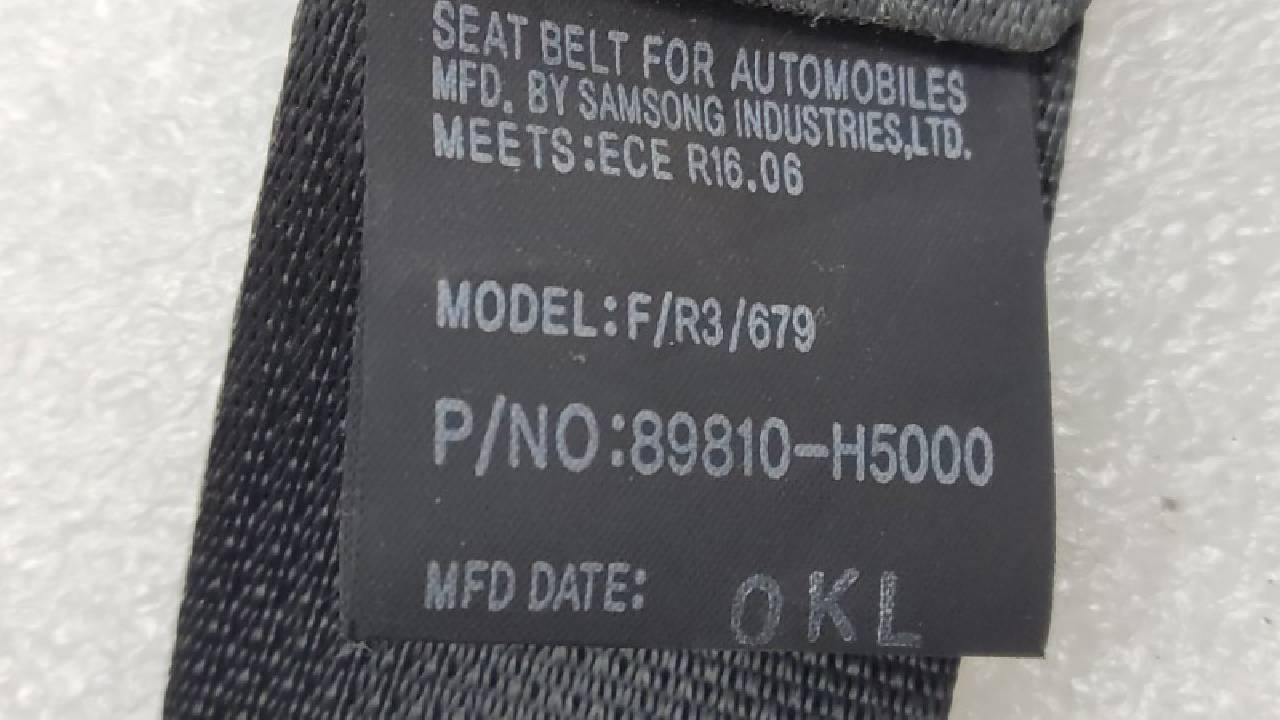 SEAT BELT FOR AUTOMOBILES
MFD. BY SAMSONG INDUSTRIES,LTD.
MEETS:ECE R16.06
MODEL:F/R3/679
P/NO:89810-H5000
MFD DATE: 0KL